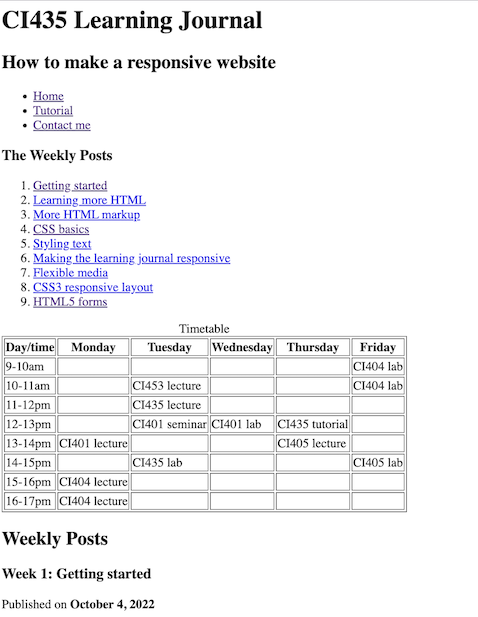 CI435 Learning Journal
How to make a responsive website
Home
Tutorial
Contact me
The Weekly Posts
1. Getting started
2. Learning more HTML
3. More HTML markup
4. CSS basics
5. Styling text
6. Making the learning journal responsive
7. Flexible media
8. CSS3 responsive layout
9. HTML5 forms
Timetable
Day/time Monday Tuesday Wednesday Thursday Friday
9-10am CI404 lab
10-11am CI453 lecture CI404 lab
11-12pm CI435 lecture
12-13pm CI401 seminar CI401 lab CI435 tutorial
13-14pm CI401 lecture CI405 lecture
14-15pm CI435 lab CI405 lab
15-16pm CI404 lecture
16-17pm CI404 lecture
Weekly Posts
Week 1: Getting started
Published on October 4, 2022